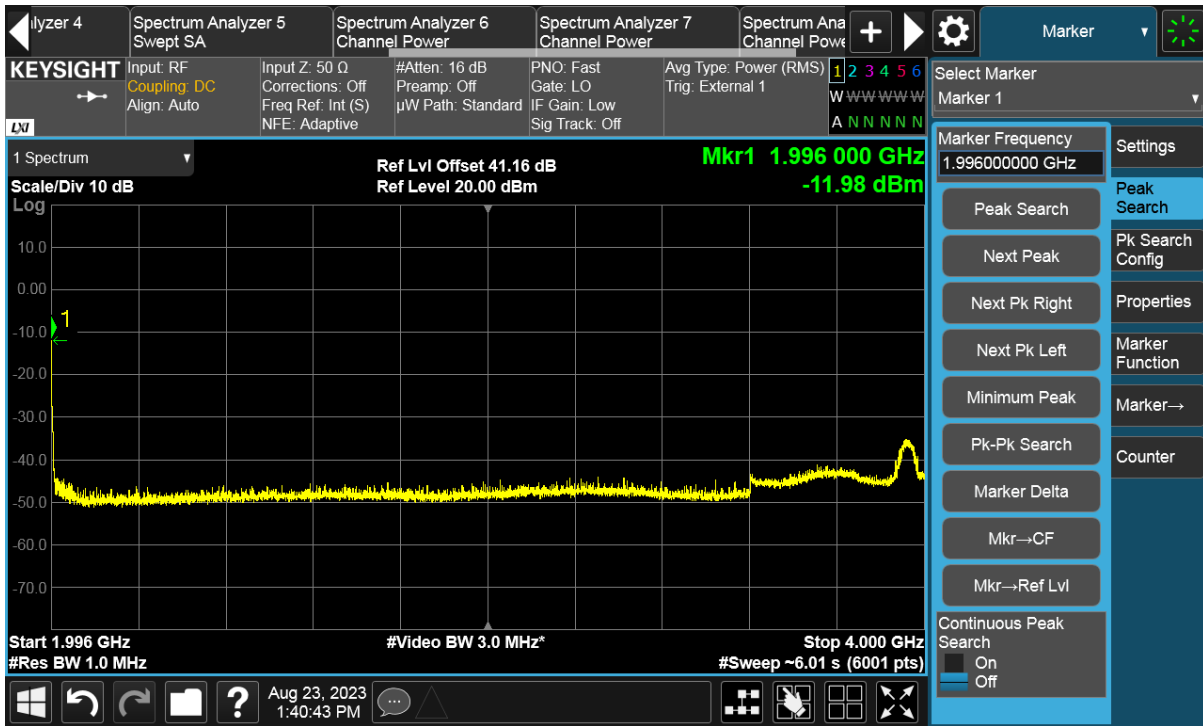 lyzer 4
Swept SA
Spectrum Analyzer 5
Swept SA
Spectrum Analyzer 6
Channel Power
Spectrum Analyzer 7
Channel Power
Spectrum Ana
Channel Powe
+
Marker
KEYSIGHT
LXI
Input: RF
Coupling: DC
Align: Auto
Input Z: 50 Ω
Corrections: Off
Freq Ref: Int (S)
NFE: Adaptive
#Atten: 16 dB
Preamp: Off
µW Path: Standard
PNO: Fast
Gate: LO
IF Gain: Low
Sig Track: Off
Avg Type: Power (RMS)
Trig: External 1
1 2 3 4 5 6
W W W W W W
A N N N N N
Select Marker
Marker 1
1 Spectrum
Scale/Div 10 dB
Log
Ref Lvl Offset 41.16 dB
Ref Level 20.00 dBm
Mkr1 1.996 000 GHz
-11.98 dBm
10.0
0.00
-10.0
-20.0
-30.0
-40.0
-50.0
-60.0
-70.0
1
Start 1.996 GHz
#Res BW 1.0 MHz
#Video BW 3.0 MHz*
Stop 4.000 GHz
#Sweep ~6.01 s (6001 pts)
Marker Frequency
1.996000000 GHz
Peak Search
Next Peak
Next Pk Right
Next Pk Left
Minimum Peak
Pk-Pk Search
Marker Delta
Mkr→CF
Mkr→Ref Lvl
Continuous Peak
Search
On
Off
Settings
Peak
Search
Pk Search
Config
Properties
Marker
Function
Marker→
Counter
?
Aug 23, 2023
1:40:43 PM